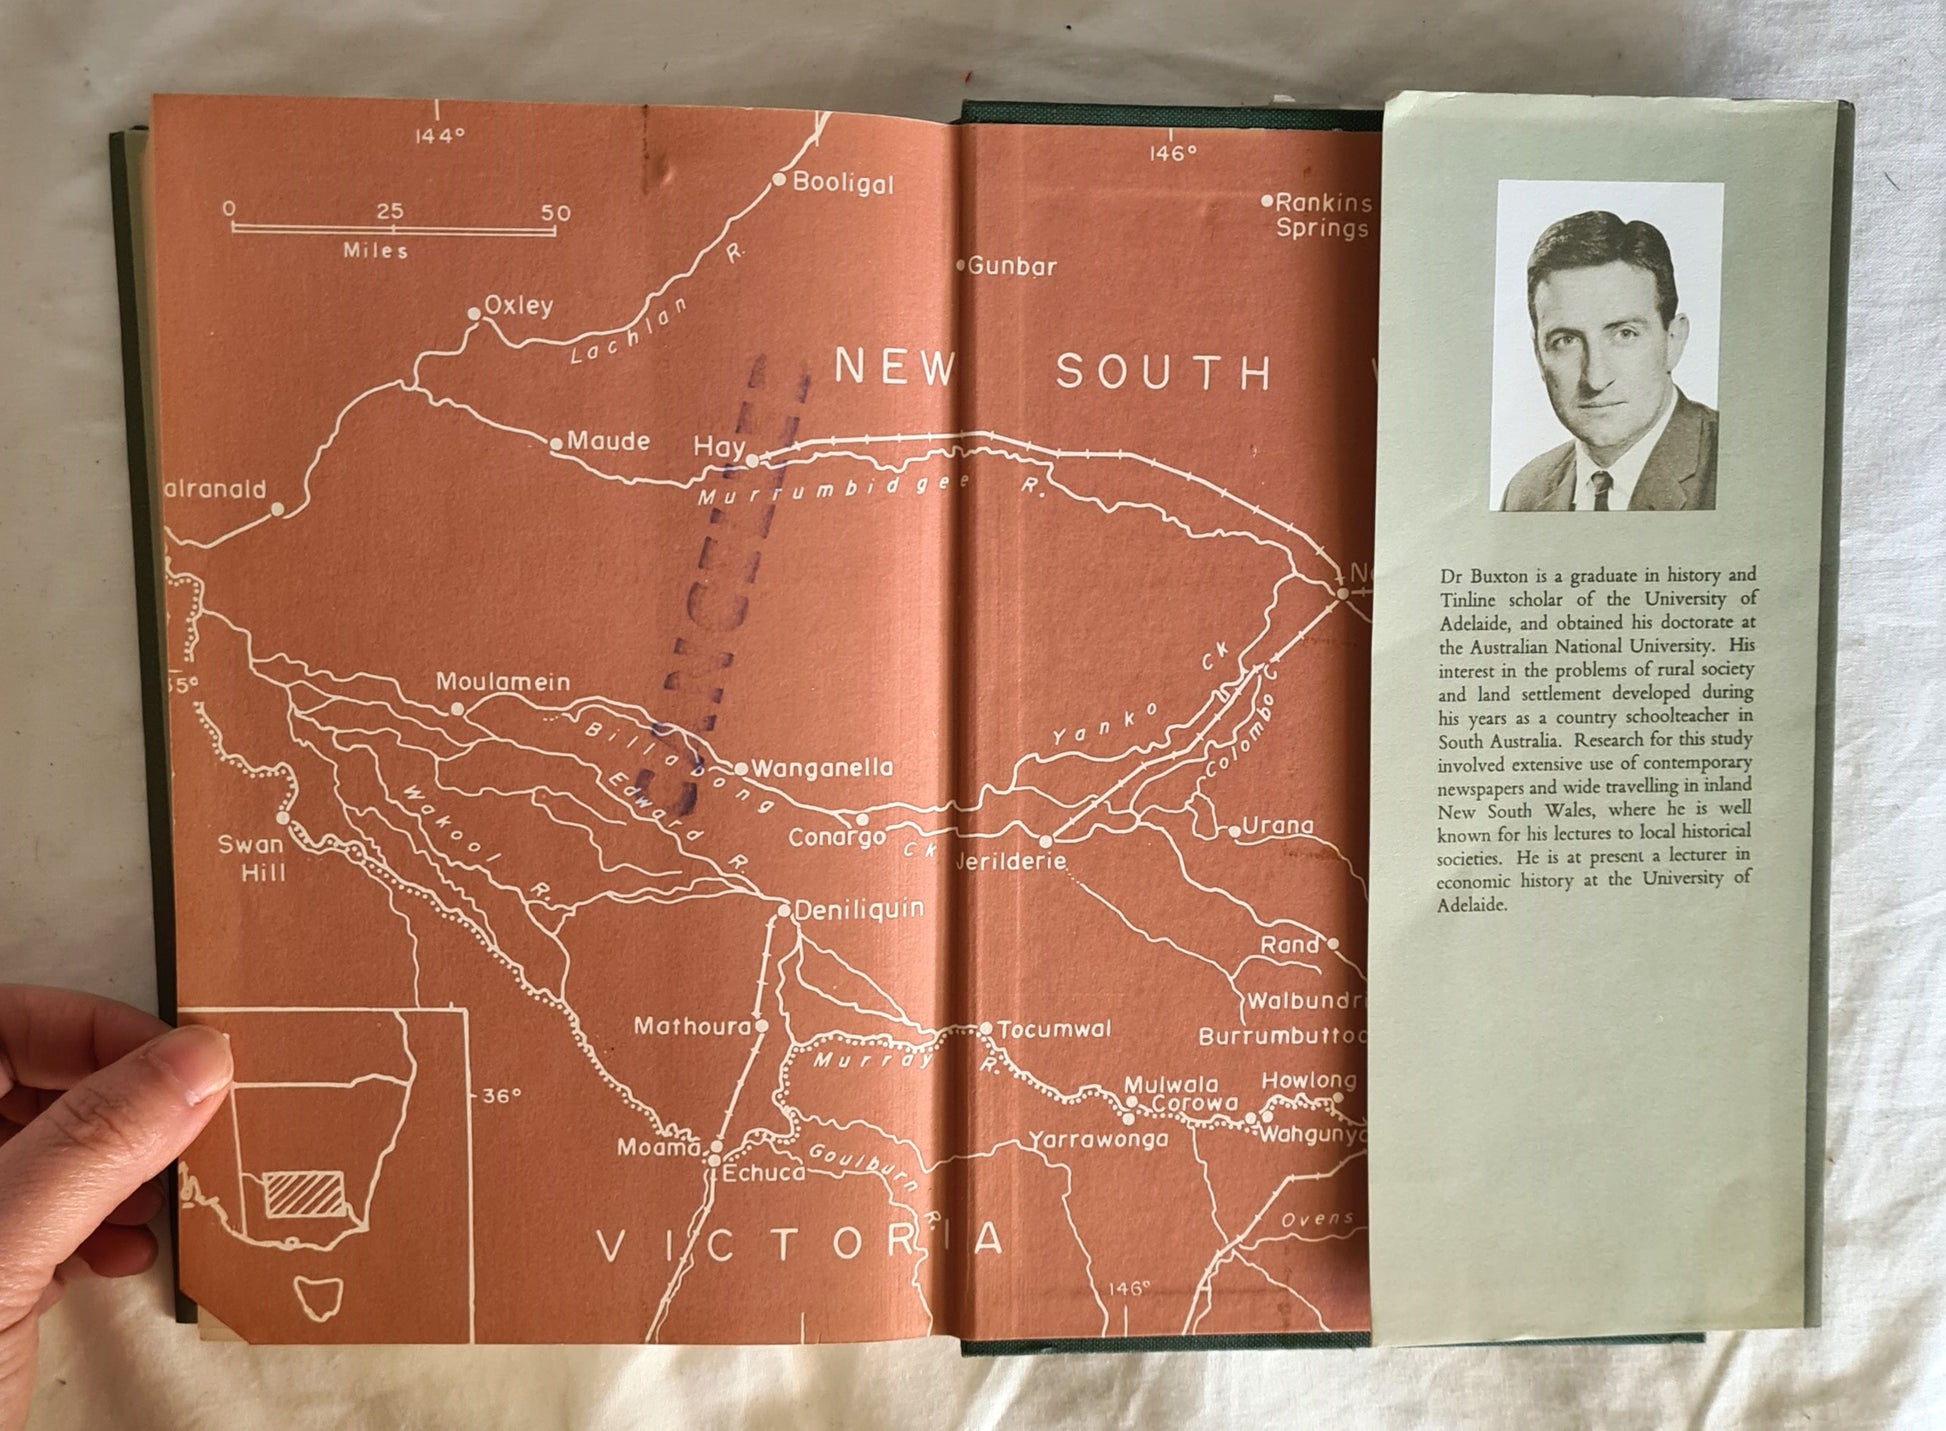 144°
146°
0 25 50
Miles
Booligal
Rankins
Springs
Gunbar
Oxley
Lachlan R.
NEW SOUTH
Maude
Hay
Murrumbidgee R.
alranald
Moulamein
Billabong Ck
Yanko Ck
Colombo C
Wanganella
Edward R.
Wakool R.
Conargo
Jerilderie
Urana
Swan
Hill
Deniliquin
Rand
Walbundr
Burrumbuttoc
Mathoura
Tocumwal
Murray R.
36°
Mulwala
Howlong
Corowa
Moama
Echuca
Yarrawonga
Wahgunya
Goulburn R.
Ovens
VICTORIA
146°
CANCELLED
Dr Buxton is a graduate in history and
Tinline scholar of the University of
Adelaide, and obtained his doctorate at
the Australian National University. His
interest in the problems of rural society
and land settlement developed during
his years as a country schoolteacher in
South Australia. Research for this study
involved extensive use of contemporary
newspapers and wide travelling in inland
New South Wales, where he is well
known for his lectures to local historical
societies. He is at present a lecturer in
economic history at the University of
Adelaide.